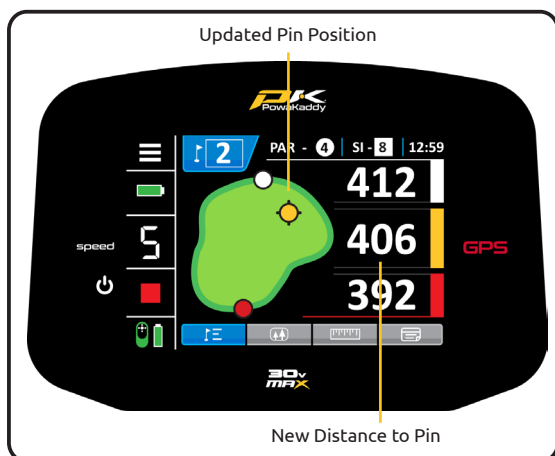 Updated Pin Position
PK
PowaKaddy
2 PAR - 4 SI - 8 12:59
412
speed 5 406 GPS
392
30v
MAX
New Distance to Pin